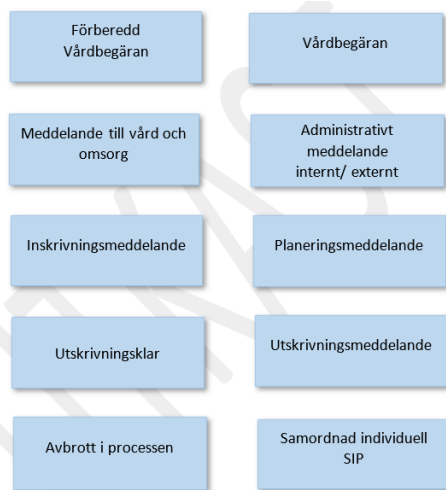 Förberedd
Vårdbegäran
Vårdbegäran
Meddelande till vård och
omsorg
Administrativt
meddelande
internt/ externt
Inskrivningsmeddelande
Planeringsmeddelande
Utskrivningsklar
Utskrivningsmeddelande
Avbrott i processen
Samordnad individuell
SIP